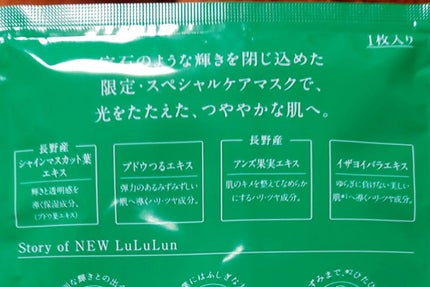 1枚入り
宝石のような輝きを閉じ込めた
限定・スペシャルケアマスクで、
光をたたえた、つややかな肌へ。
長野産
シャインマスカット葉
エキス
輝きと透明感を
導く保湿成分。
(ブドウ葉エキス)
ブドウつるエキス
弾力のあるみずみずしい
肌へ導くハリ・ツヤ成分。
長野産
アンズ果実エキス
肌のキメを整えてなめらか
にするハリ・ツヤ成分。
イザヨイバラエキス
ゆらぎに負けない美しい
肌へ導くハリ・ツヤ成分。
Story of NEW LuLuLun